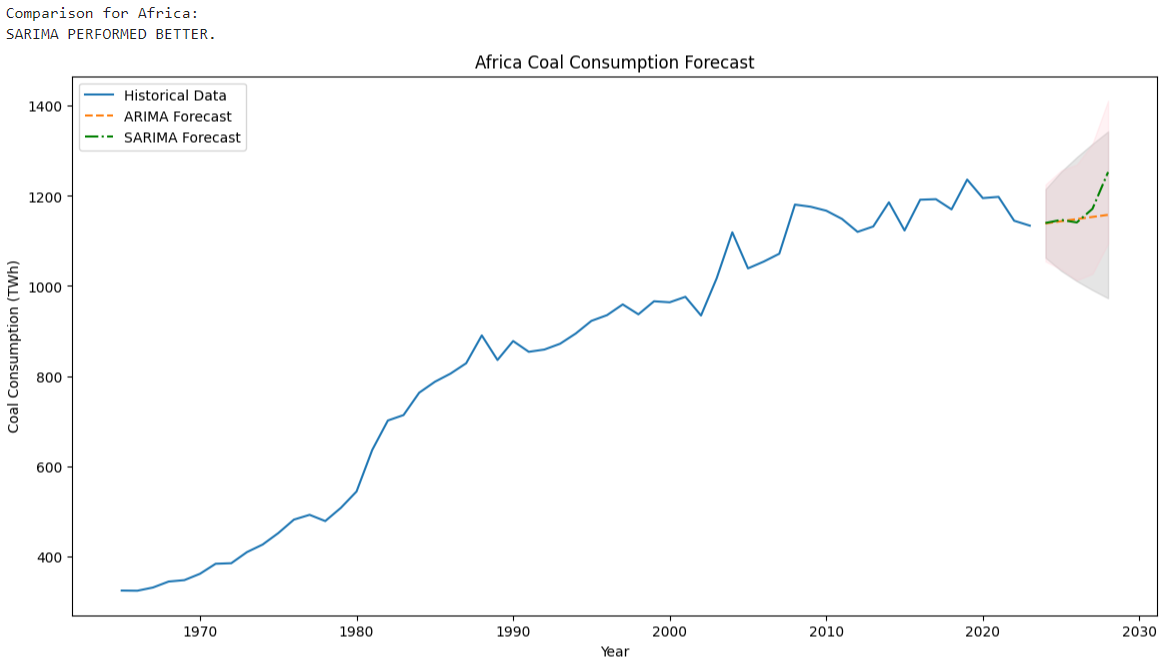 Comparison for Africa:
SARIMA PERFORMED BETTER.
Africa Coal Consumption Forecast
Historical Data
ARIMA Forecast
SARIMA Forecast
Coal Consumption (TWh)
1400
1200
1000
800
600
400
1970 1980 1990 2000 2010 2020 2030
Year